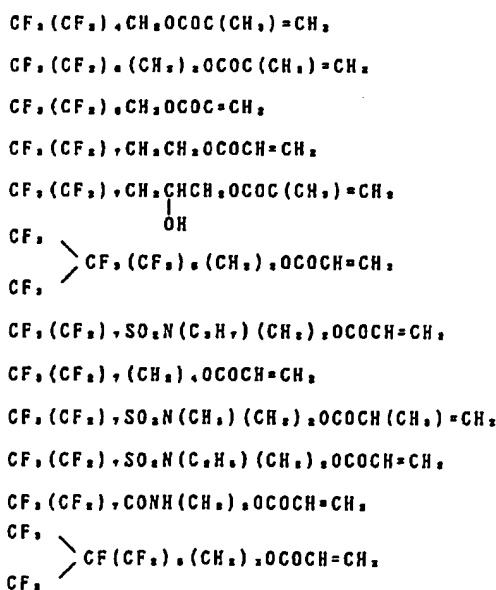 CF₃(CF₂)₄CH₂OCOC(CH₃)=CH₂
CF₃(CF₂)₆(CH₂)₂OCOC(CH₃)=CH₂
CF₃(CF₂)₆CH₂OCOC=CH₂
CF₃(CF₂)₇CH₂CH₂OCOCH=CH₂
CF₃(CF₂)₇CH₂CHCH₂OCOC(CH₃)=CH₂
OH
CF₃
CF₃(CF₂)₆(CH₂)₂OCOCH=CH₂
CF₃
CF₃(CF₂)₇SO₂N(C₃H₇)(CH₂)₂OCOCH=CH₂
CF₃(CF₂)₇(CH₂)₄OCOCH=CH₂
CF₃(CF₂)₇SO₂N(CH₃)(CH₂)₂OCOCH(CH₃)=CH₂
CF₃(CF₂)₇SO₂N(C₂H₅)(CH₂)₂OCOCH=CH₂
CF₃(CF₂)₇CONH(CH₂)₂OCOCH=CH₂
CF₃
CF(CF₂)₆(CH₂)₃OCOCH=CH₂
CF₃